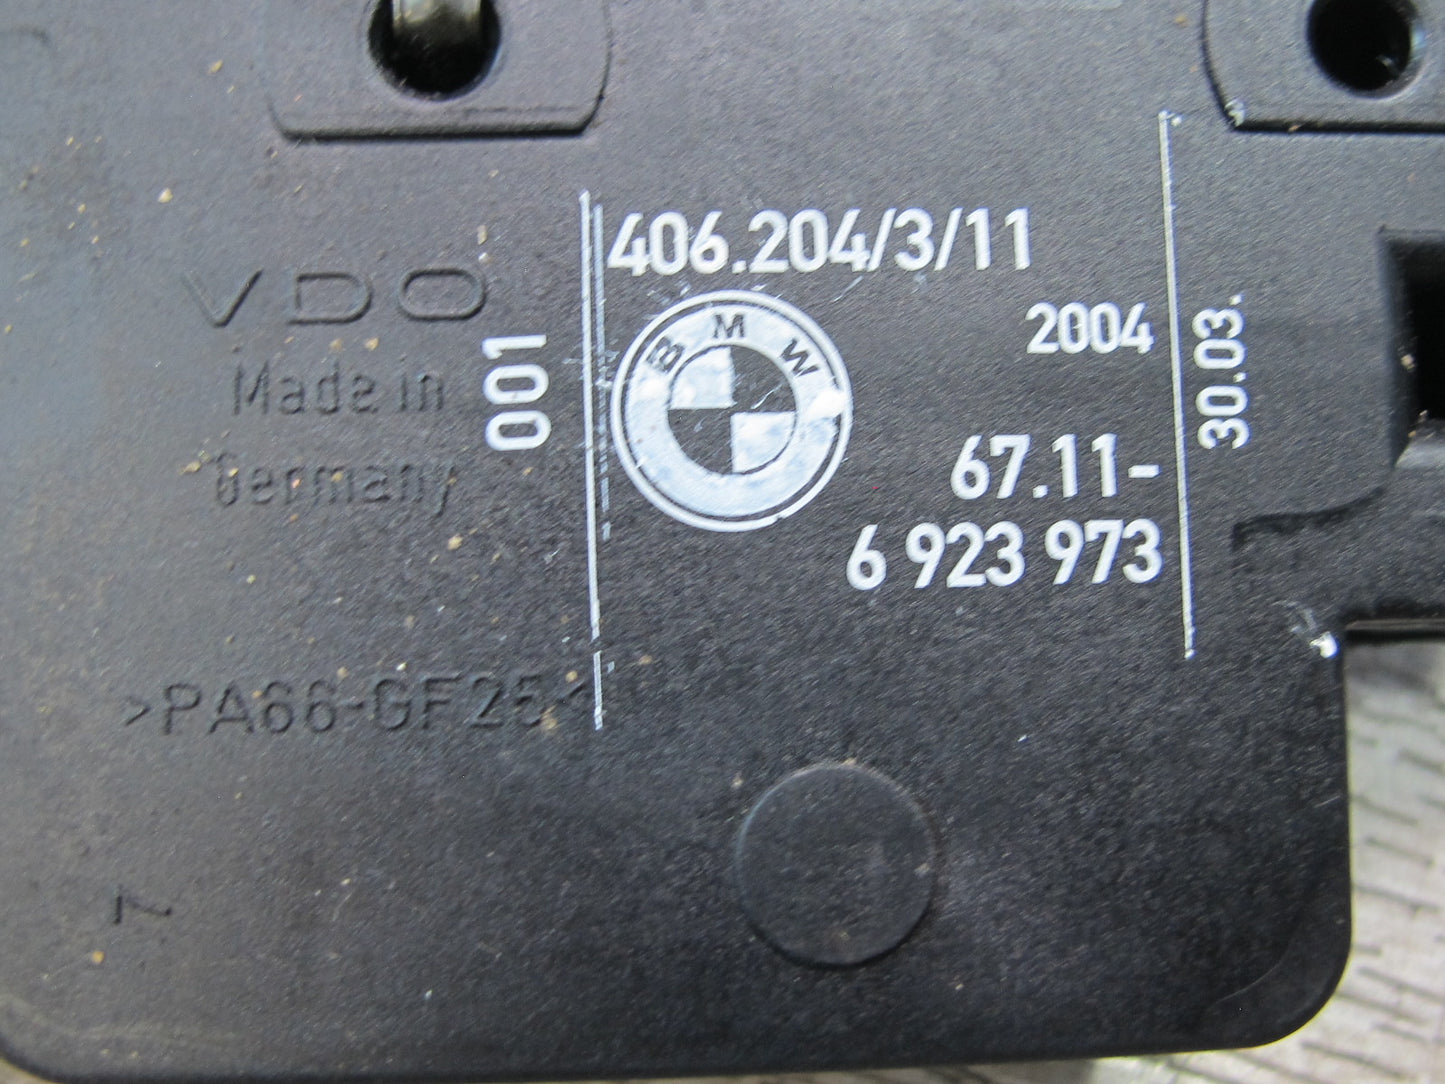 VDO
Made in
Germany
001
406.204/3/11
BMW
2004
67.11-
6 923 973
30.03.
>PA66-GF25<
7